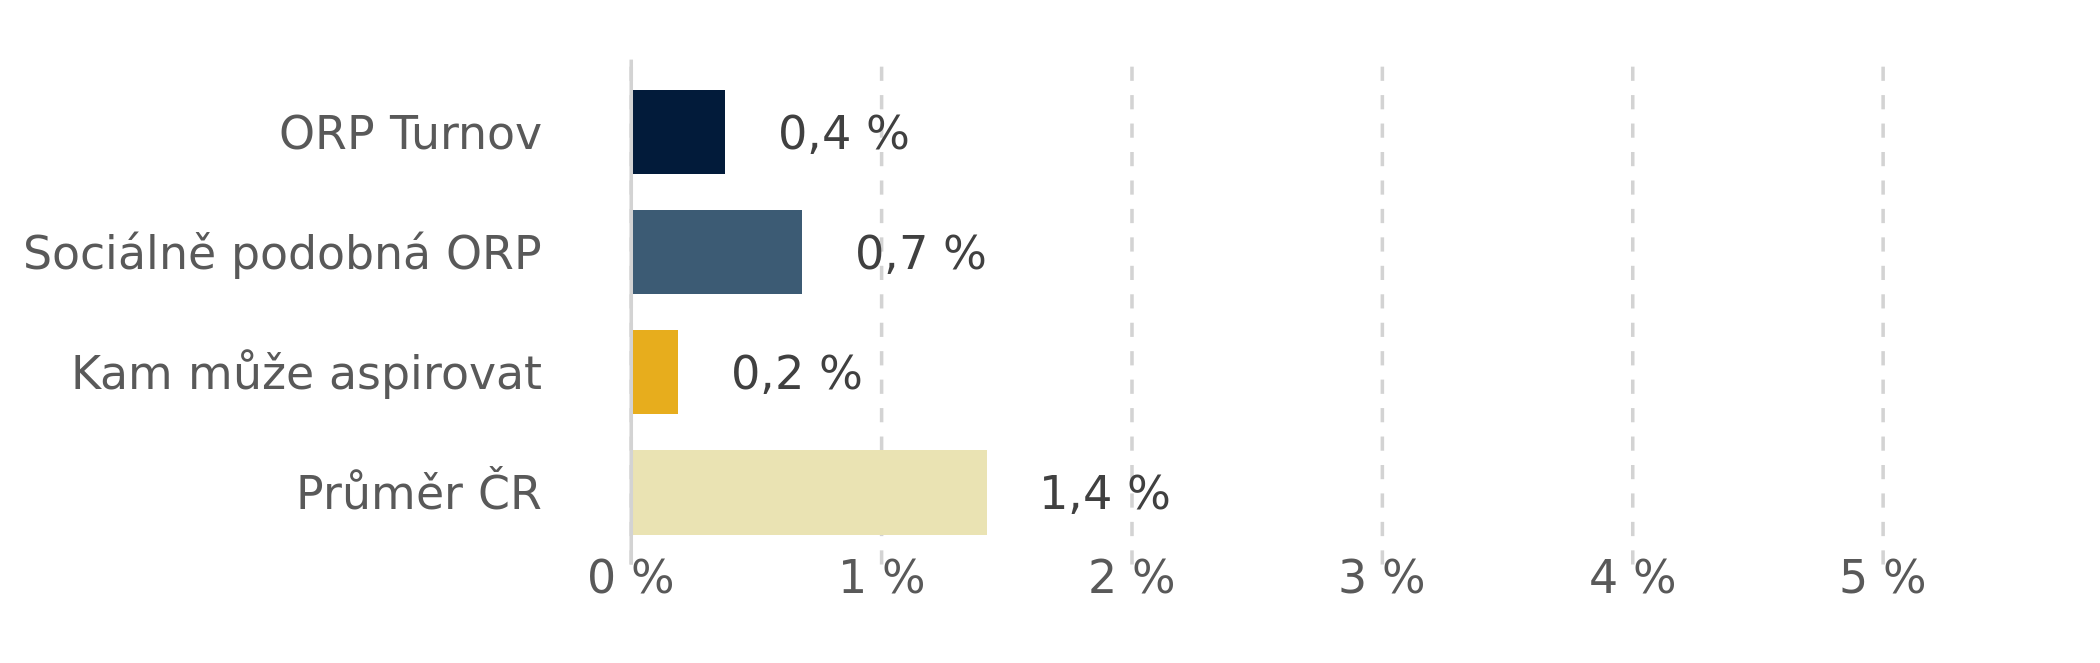 ORP Turnov 0,4 %
Sociálně podobná ORP 0,7 %
Kam může aspirovat 0,2 %
Průměr ČR 1,4 %
0 % 1 % 2 % 3 % 4 % 5 %